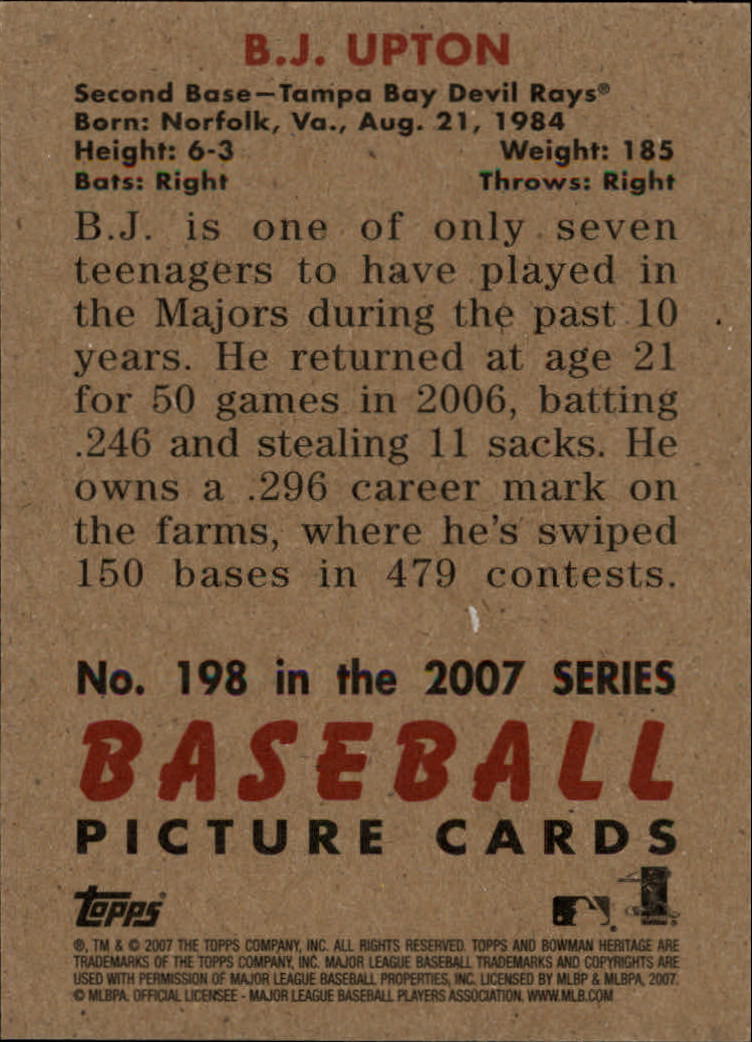 B.J. UPTON
Second Base—Tampa Bay Devil Rays®
Born: Norfolk, Va., Aug. 21, 1984
Height: 6-3 Weight: 185
Bats: Right Throws: Right
B.J. is one of only seven
teenagers to have played in
the Majors during the past 10
years. He returned at age 21
for 50 games in 2006, batting
.246 and stealing 11 sacks. He
owns a .296 career mark on
the farms, where he's swiped
150 bases in 479 contests.
No. 198 in the 2007 SERIES
BASEBALL
PICTURE CARDS
Topps
®, TM & © 2007 THE TOPPS COMPANY, INC. ALL RIGHTS RESERVED. TOPPS AND BOWMAN HERITAGE ARE
TRADEMARKS OF THE TOPPS COMPANY, INC. MAJOR LEAGUE BASEBALL TRADEMARKS AND COPYRIGHTS ARE
USED WITH PERMISSION OF MAJOR LEAGUE BASEBALL PROPERTIES, INC. LICENSED BY MLBP & MLBPA, 2007.
© MLBPA. OFFICIAL LICENSEE - MAJOR LEAGUE BASEBALL PLAYERS ASSOCIATION. WWW.MLB.COM